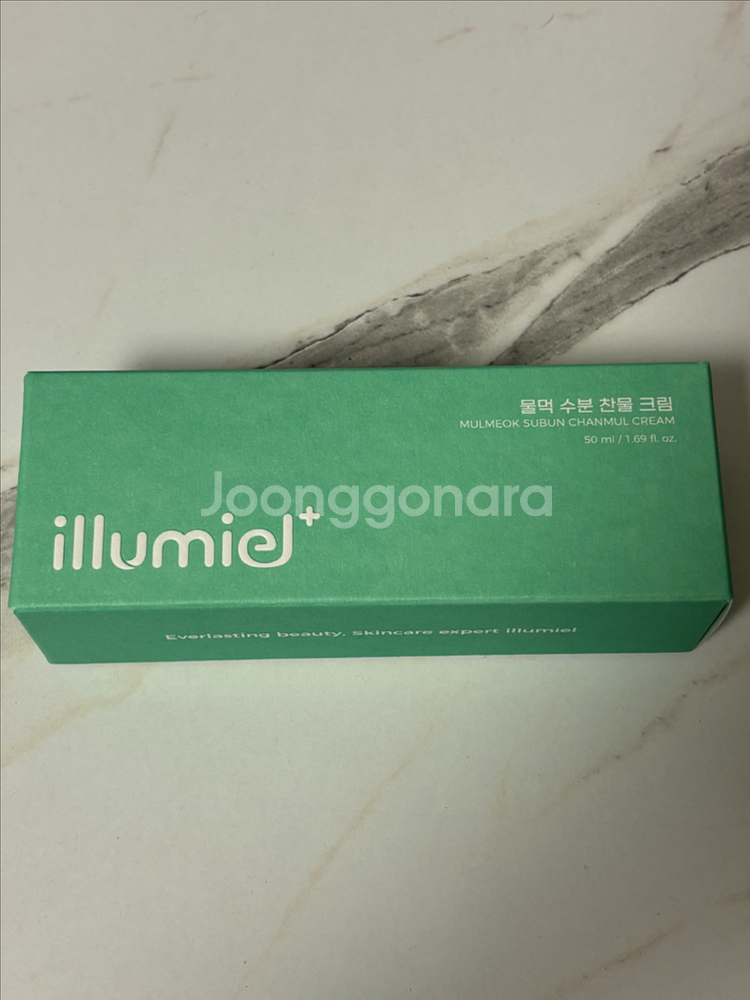 물먹 수분 찬물 크림
MULMEOK SUBUN CHANMUL CREAM
50 ml / 1.69 fl. oz.
Joonggonara
illumiel+
Everlasting beauty, Skincare expert illumiel